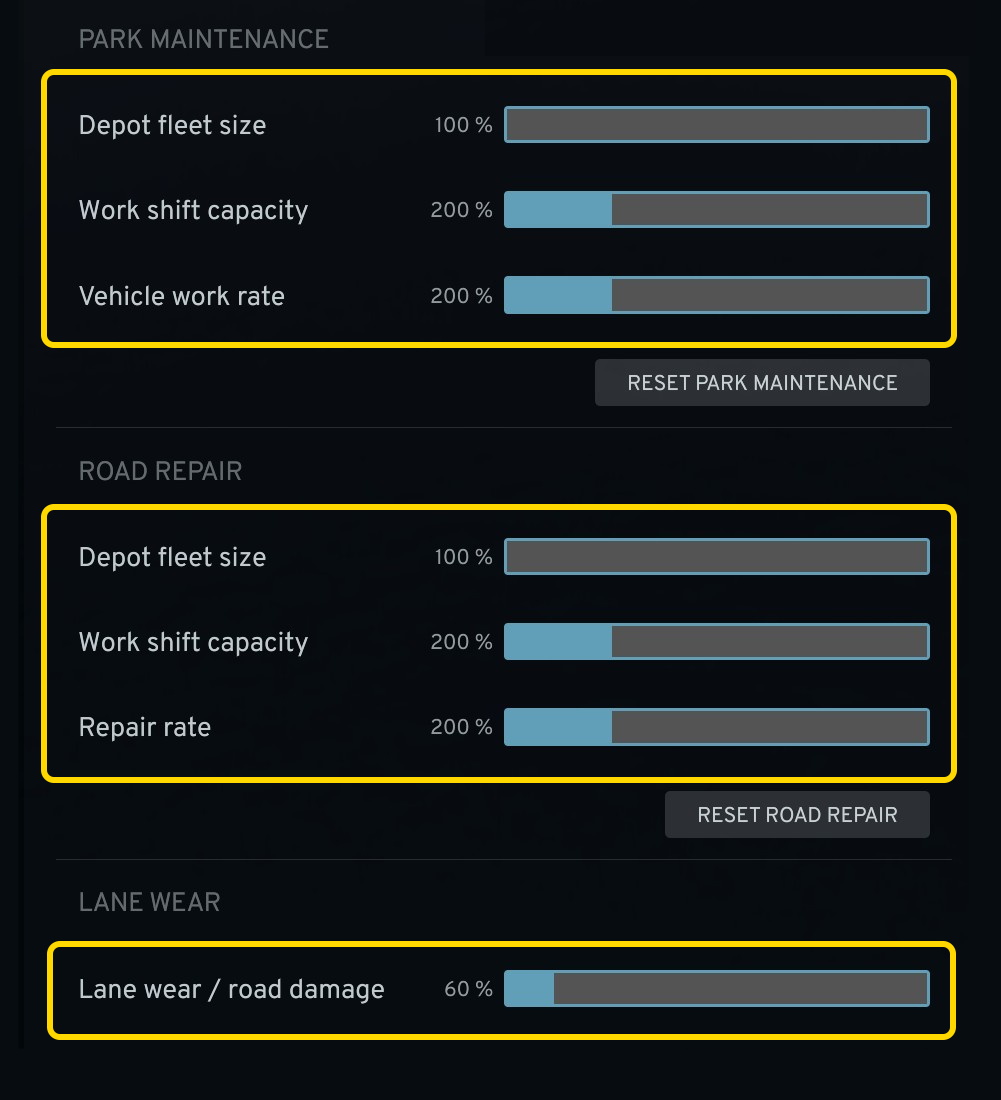 PARK MAINTENANCE
Depot fleet size 100 %
Work shift capacity 200 %
Vehicle work rate 200 %
RESET PARK MAINTENANCE
ROAD REPAIR
Depot fleet size 100 %
Work shift capacity 200 %
Repair rate 200 %
RESET ROAD REPAIR
LANE WEAR
Lane wear / road damage 60 %